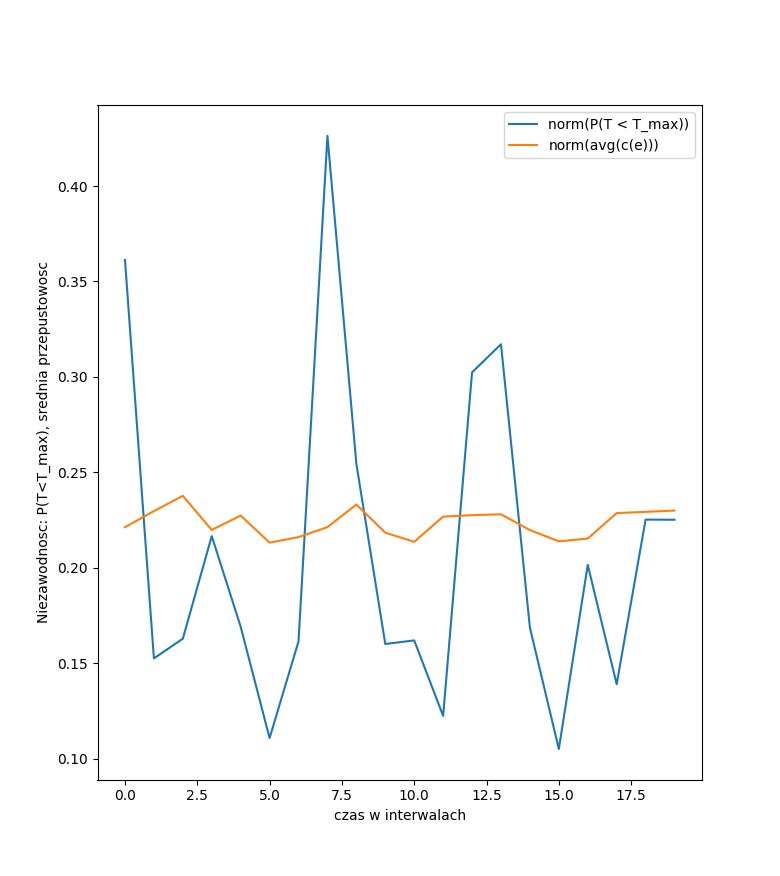 norm(P(T < T_max))
norm(avg(c(e)))
Niezawodnosc: P(T<T_max), srednia przepustowosc
0.40
0.35
0.30
0.25
0.20
0.15
0.10
0.0 2.5 5.0 7.5 10.0 12.5 15.0 17.5
czas w interwalach